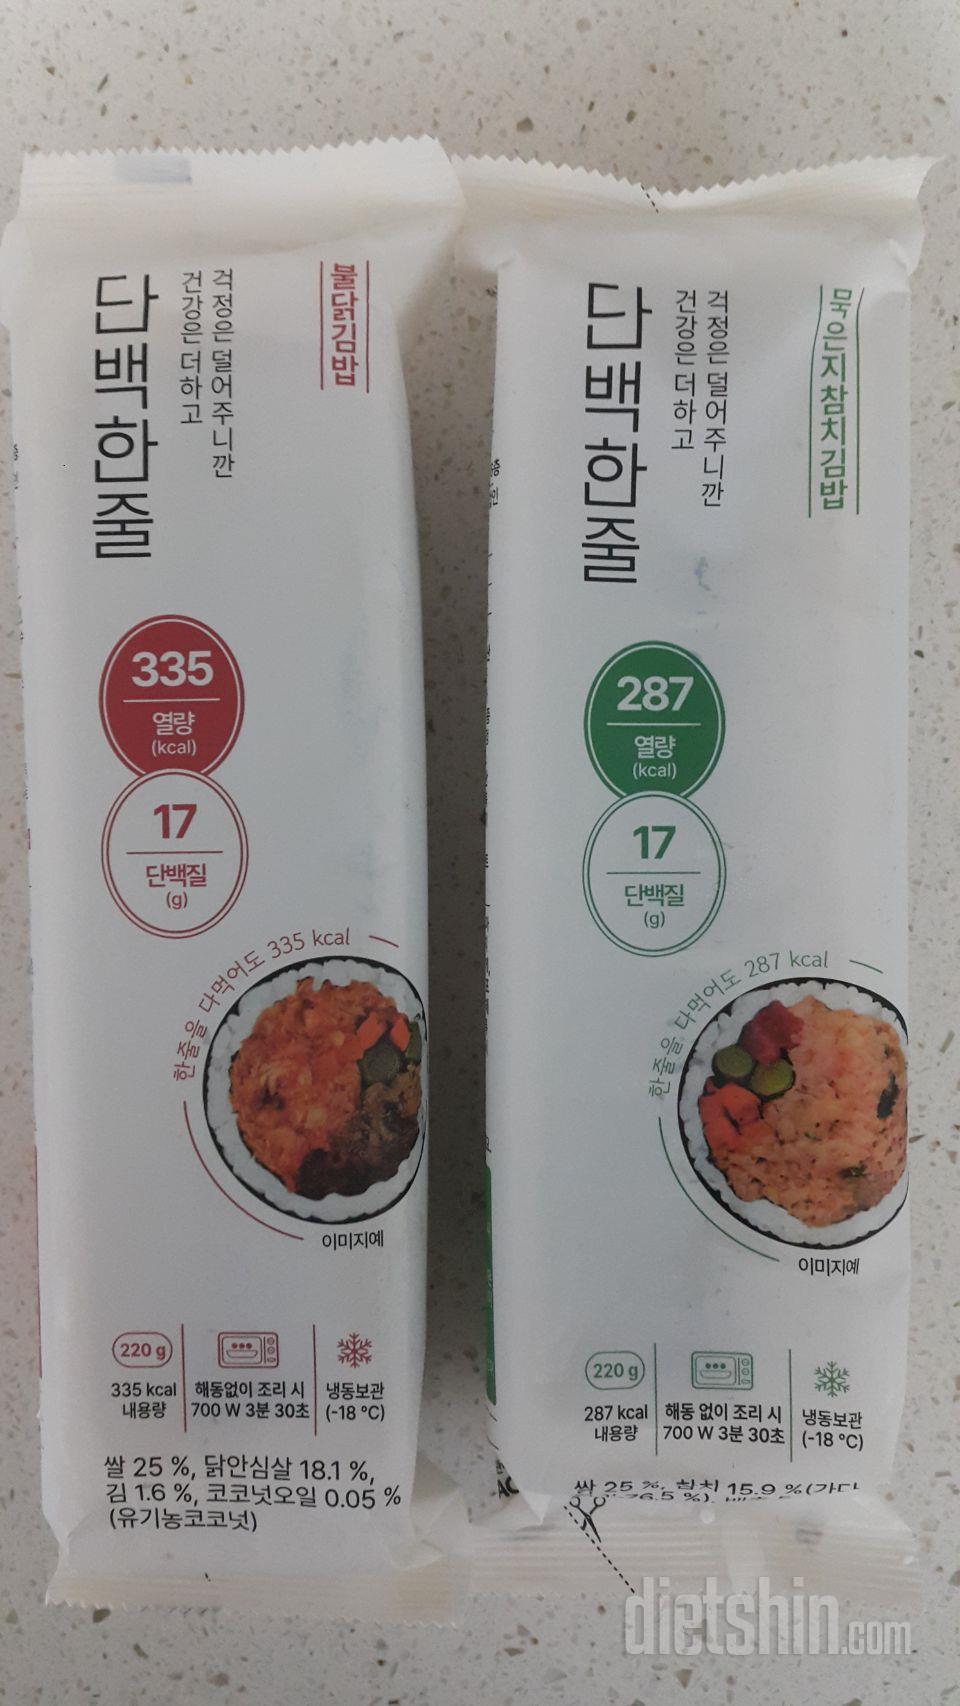 불닭김밥
걱정은 덜어주니깐
건강은 더하고
단백한줄
335
열량
(kcal)
17
단백질
(g)
한줄을 다먹어도 335 kcal
이미지예
220 g
335 kcal
내용량
해동없이 조리 시
700 W 3분 30초
냉동보관
(-18 °C)
쌀 25 %, 닭안심살 18.1 %,
김 1.6 %, 코코넛오일 0.05 %
(유기농코코넛)
묵은지참치김밥
걱정은 덜어주니깐
건강은 더하고
단백한줄
287
열량
(kcal)
17
단백질
(g)
한줄을 다먹어도 287 kcal
이미지예
220 g
287 kcal
내용량
해동 없이 조리 시
700 W 3분 30초
냉동보관
(-18 °C)
쌀 25 %, 참치 15.9 %
dietshin.com